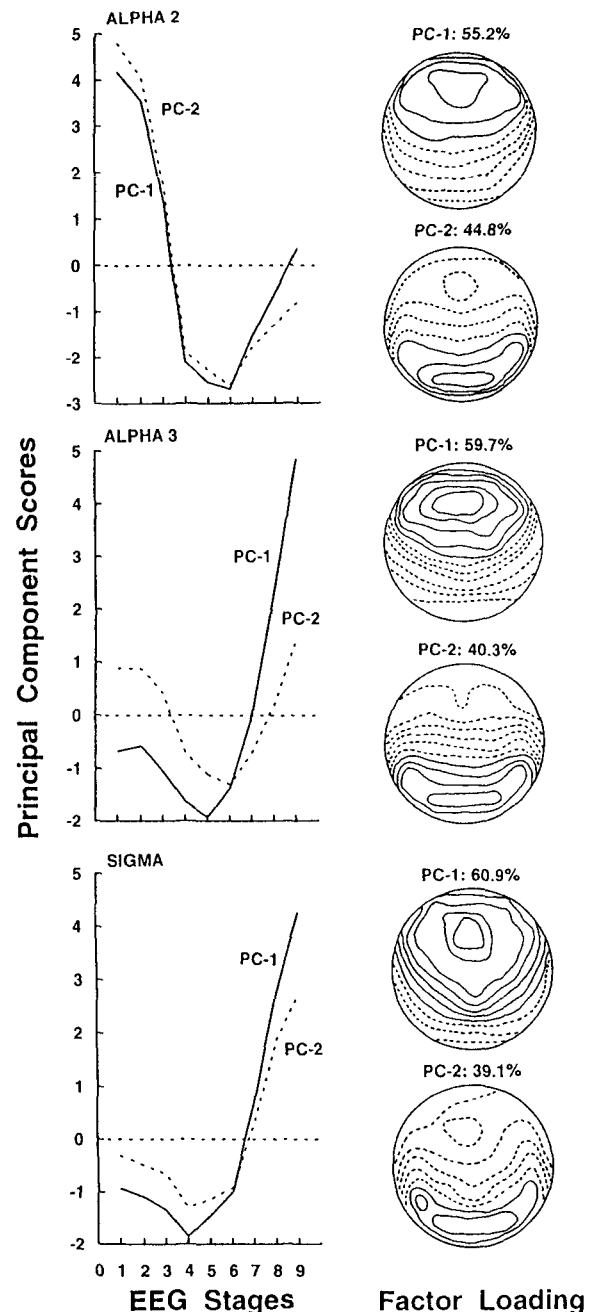 ALPHA 2
PC-1: 55.2%
5
4
3
2
1
0
-1
-2
-3
PC-2
PC-1
PC-2: 44.8%
ALPHA 3
PC-1: 59.7%
5
4
3
2
1
0
-1
-2
PC-1
PC-2
PC-2: 40.3%
Principal Component Scores
SIGMA
PC-1: 60.9%
5
4
3
2
1
0
-1
-2
PC-1
PC-2
PC-2: 39.1%
0 1 2 3 4 5 6 7 8 9
EEG Stages
Factor Loading